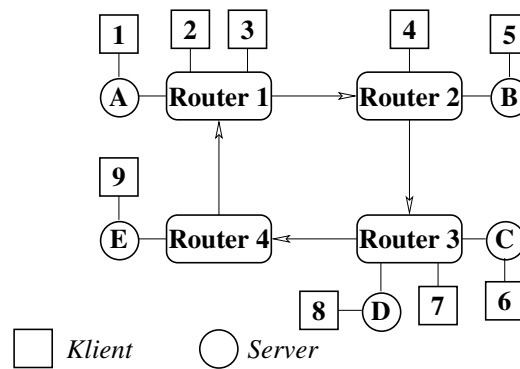 1
2
3
4
5
A
Router 1
Router 2
B
9
E
Router 4
Router 3
C
8
D
7
6
Klient
Server